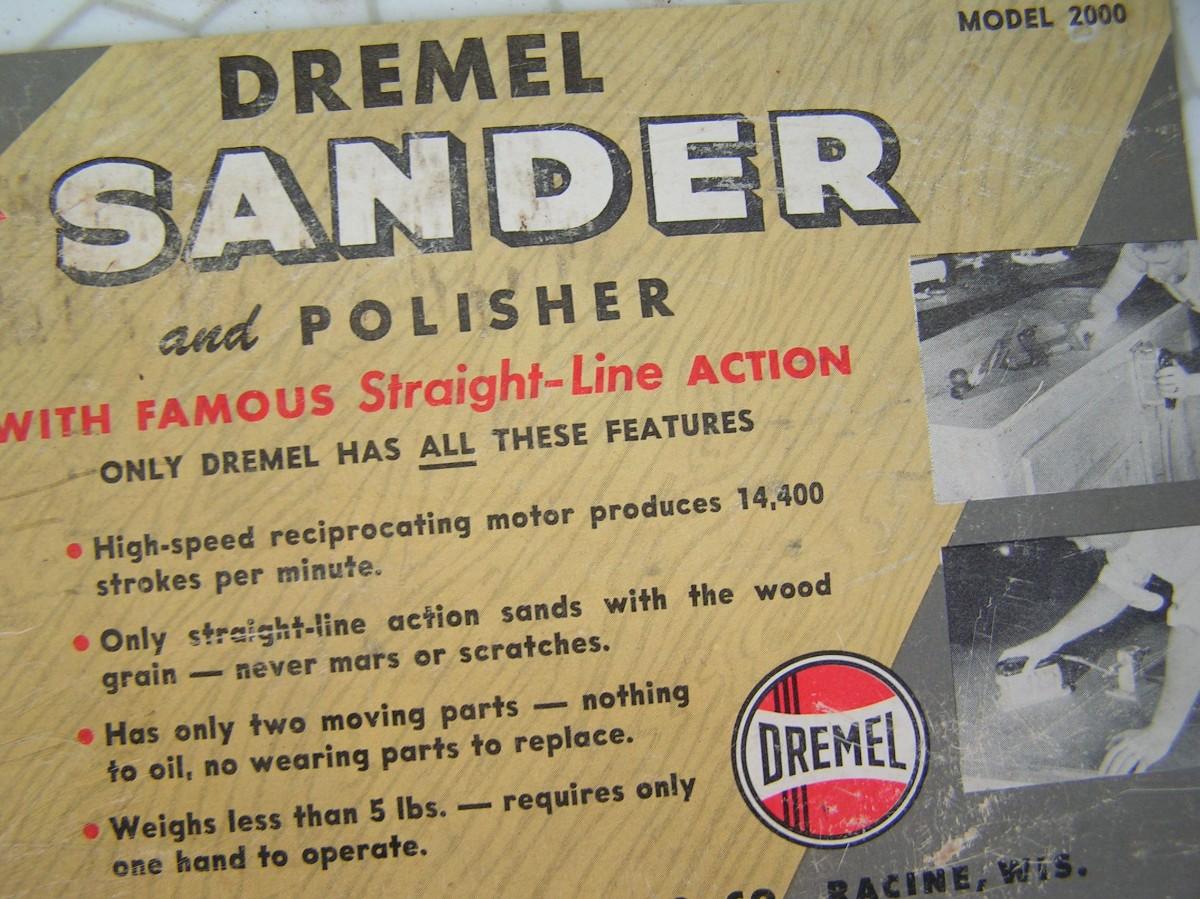 MODEL 2000
DREMEL
SANDER
and POLISHER
WITH FAMOUS Straight-Line ACTION
ONLY DREMEL HAS ALL THESE FEATURES
• High-speed reciprocating motor produces 14,400
strokes per minute.
• Only straight-line action sands with the wood
grain — never mars or scratches.
• Has only two moving parts — nothing
to oil, no wearing parts to replace.
• Weighs less than 5 lbs. — requires only
one hand to operate.
DREMEL
CO. RACINE, WIS.